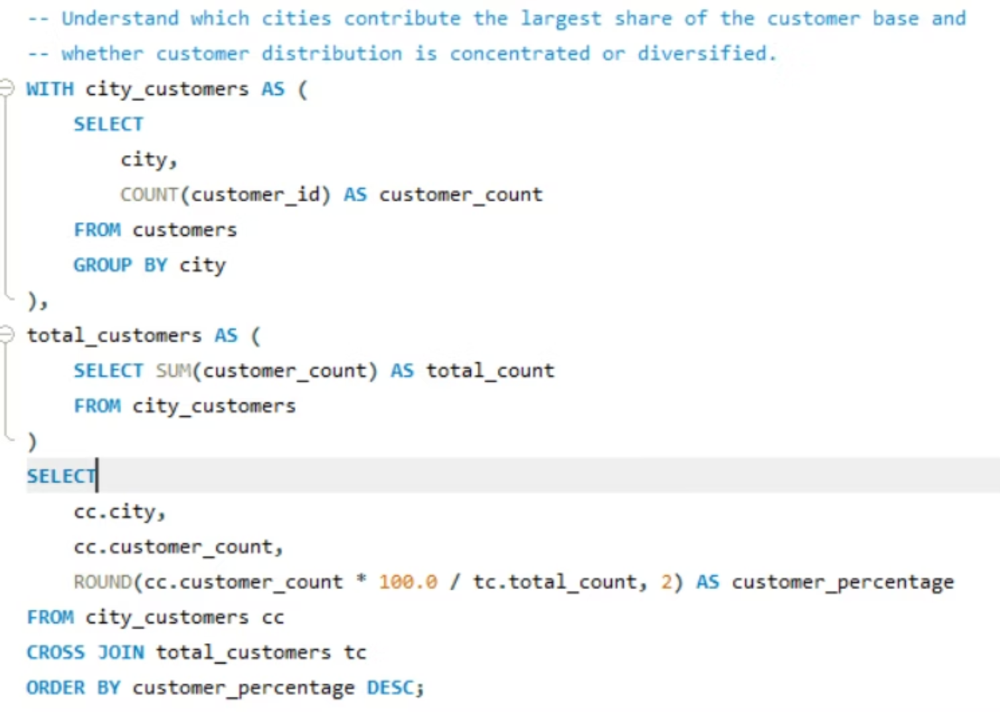 -- Understand which cities contribute the largest share of the customer base and
-- whether customer distribution is concentrated or diversified.
WITH city_customers AS (
    SELECT
        city,
        COUNT(customer_id) AS customer_count
    FROM customers
    GROUP BY city
),
total_customers AS (
    SELECT SUM(customer_count) AS total_count
    FROM city_customers
)
SELECT
    cc.city,
    cc.customer_count,
    ROUND(cc.customer_count * 100.0 / tc.total_count, 2) AS customer_percentage
FROM city_customers cc
CROSS JOIN total_customers tc
ORDER BY customer_percentage DESC;